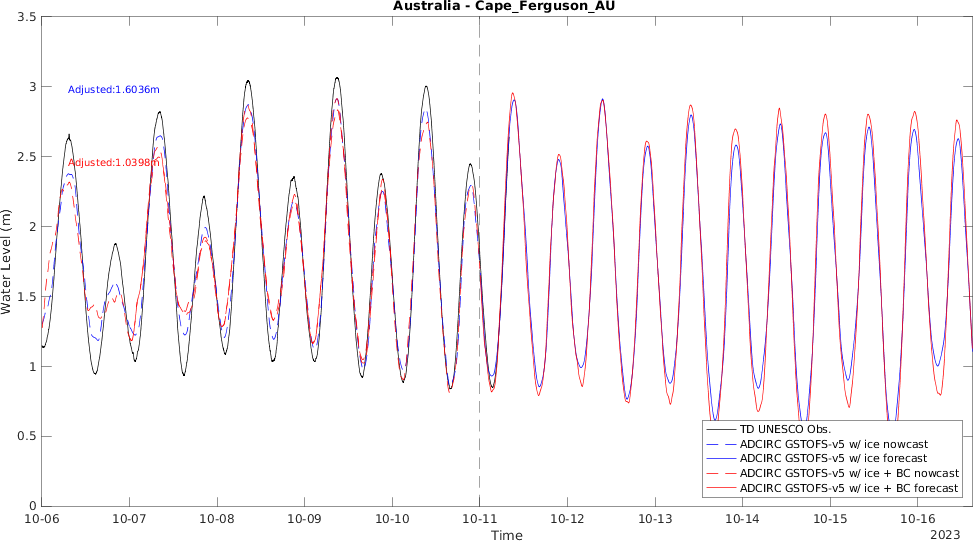 Australia - Cape_Ferguson_AU
3.5
3
2.5
2
1.5
1
0.5
0
Water Level (m)
Adjusted:1.6036m
Adjusted:1.0398m
TD UNESCO Obs.
ADCIRC GSTOFS-v5 w/ ice nowcast
ADCIRC GSTOFS-v5 w/ ice forecast
ADCIRC GSTOFS-v5 w/ ice + BC nowcast
ADCIRC GSTOFS-v5 w/ ice + BC forecast
10-06 10-07 10-08 10-09 10-10 10-11 10-12 10-13 10-14 10-15 10-16
Time
2023